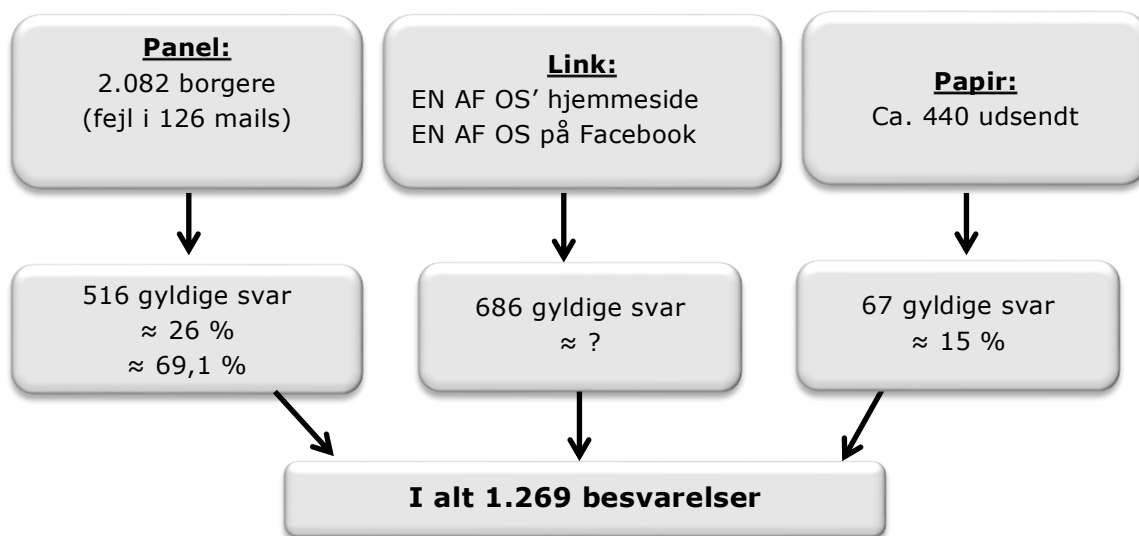 Panel:
2.082 borgere
(fejl i 126 mails)
Link:
EN AF OS’ hjemmeside
EN AF OS på Facebook
Papir:
Ca. 440 udsendt
516 gyldige svar
≈ 26 %
≈ 69,1 %
686 gyldige svar
≈ ?
67 gyldige svar
≈ 15 %
I alt 1.269 besvarelser